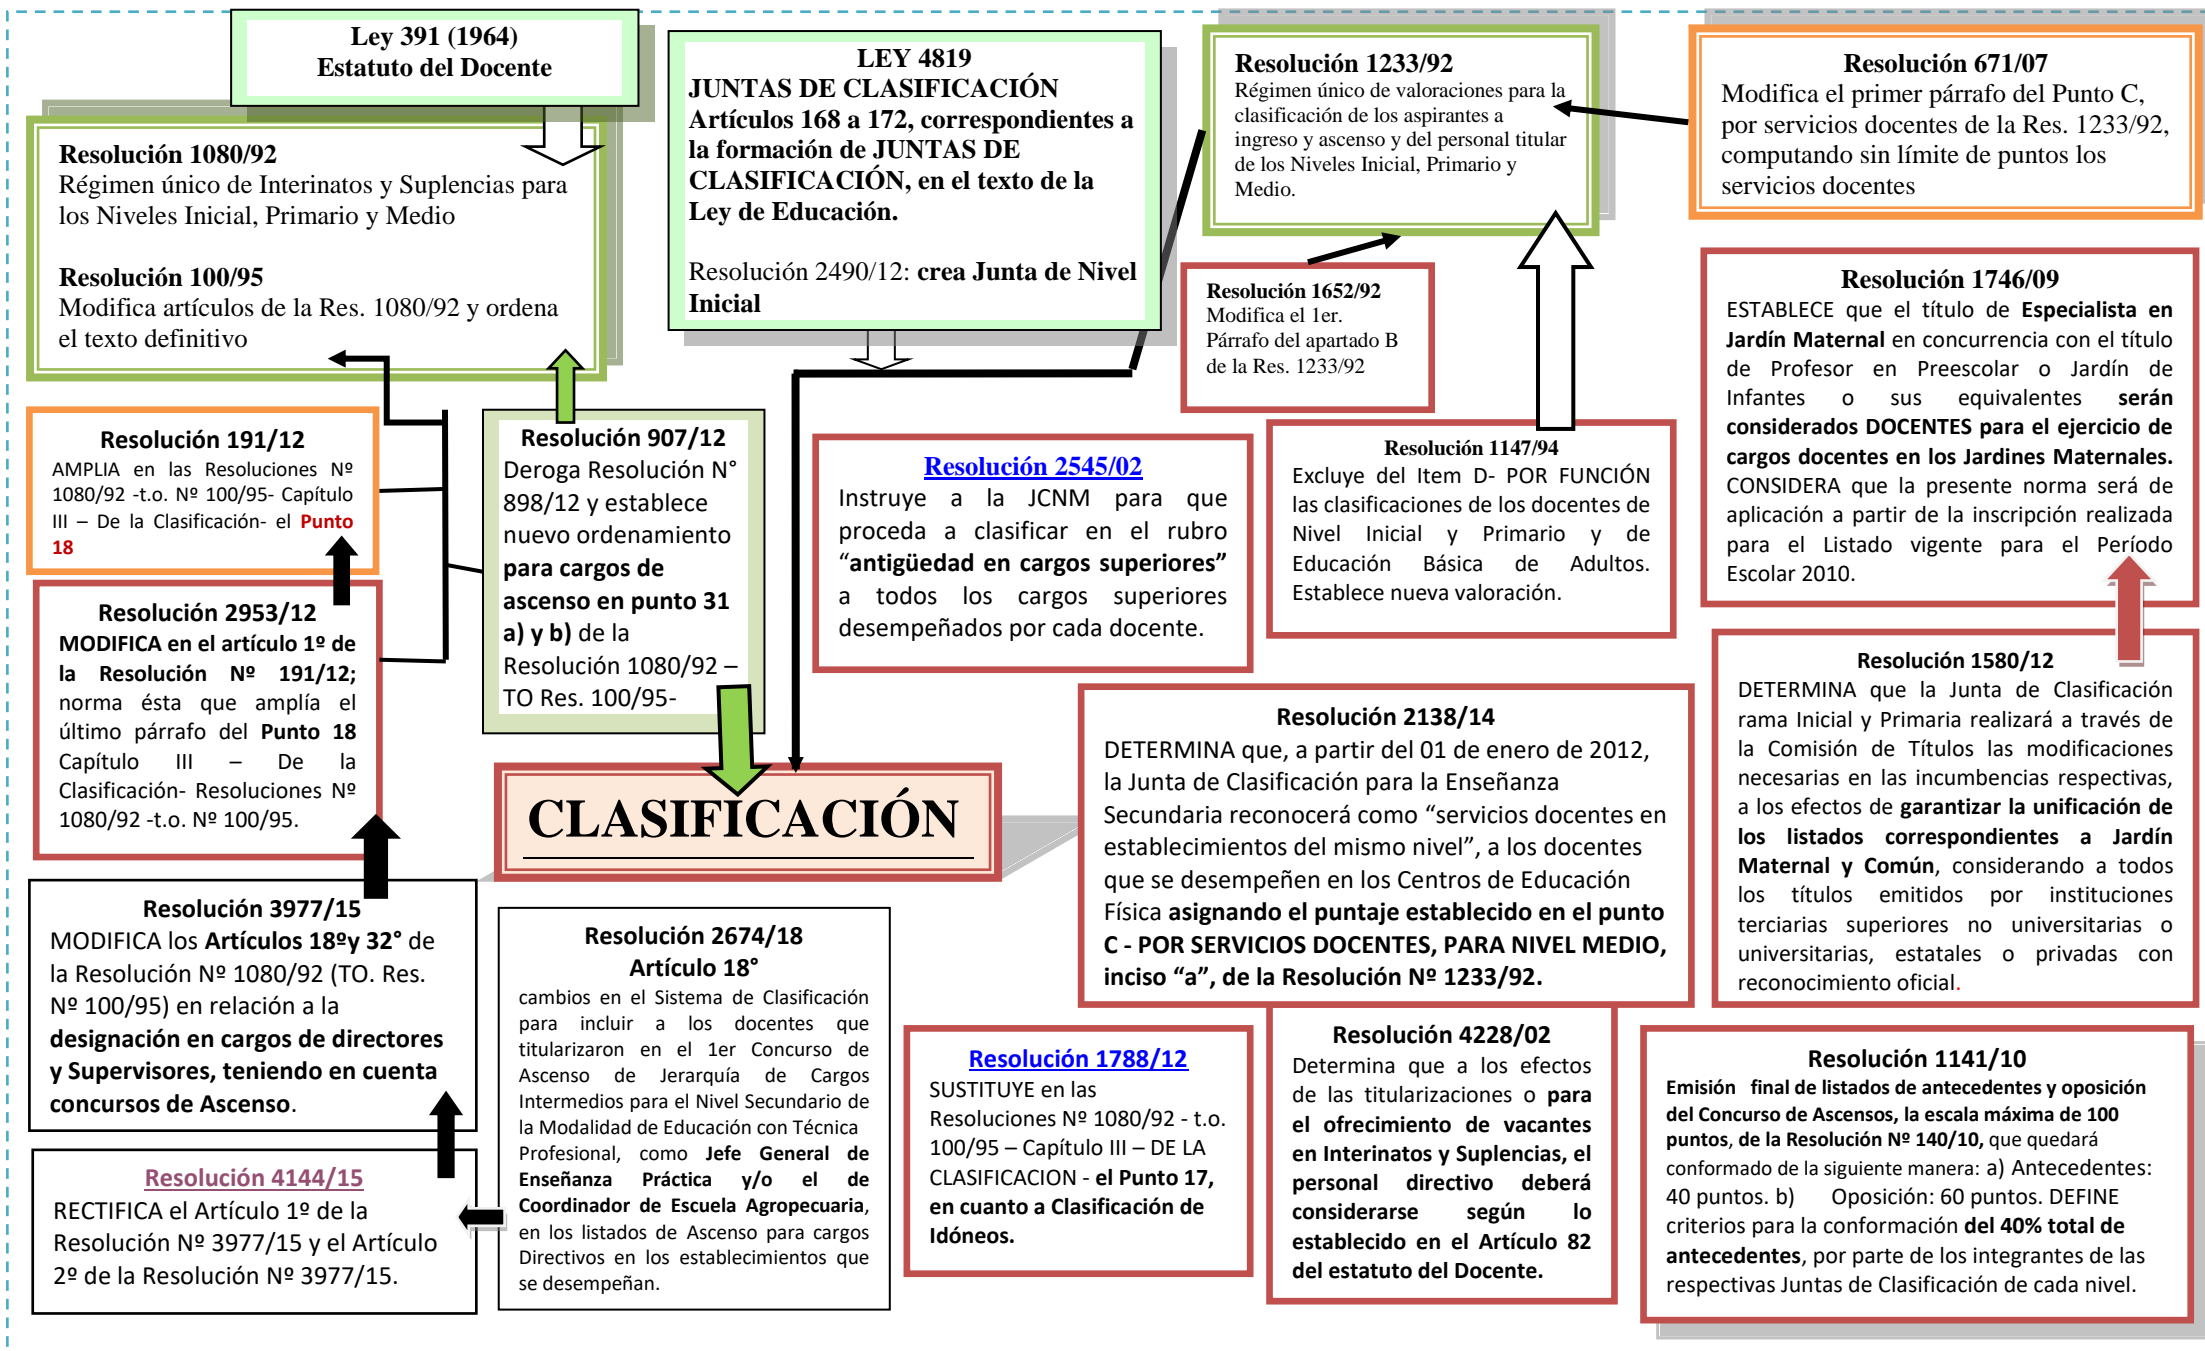 Ley 391 (1964)
Estatuto del Docente
Resolución 1080/92
Régimen único de Interinatos y Suplencias para
los Niveles Inicial, Primario y Medio
Resolución 100/95
Modifica artículos de la Res. 1080/92 y ordena
el texto definitivo
LEY 4819
JUNTAS DE CLASIFICACIÓN
Artículos 168 a 172, correspondientes a
la formación de JUNTAS DE
CLASIFICACIÓN, en el texto de la
Ley de Educación.
Resolución 2490/12: crea Junta de Nivel
Inicial
Resolución 1233/92
Régimen único de valoraciones para la
clasificación de los aspirantes a
ingreso y ascenso y del personal titular
de los Niveles Inicial, Primario y
Medio.
Resolución 671/07
Modifica el primer párrafo del Punto C,
por servicios docentes de la Res. 1233/92,
computando sin límite de puntos los
servicios docentes
Resolución 1652/92
Modifica el 1er.
Párrafo del apartado B
de la Res. 1233/92
Resolución 1746/09
ESTABLECE que el título de Especialista en
Jardín Maternal en concurrencia con el título
de Profesor en Preescolar o Jardín de
Infantes o sus equivalentes serán
considerados DOCENTES para el ejercicio de
cargos docentes en los Jardines Maternales.
CONSIDERA que la presente norma será de
aplicación a partir de la inscripción realizada
para el Listado vigente para el Período
Escolar 2010.
Resolución 191/12
AMPLIA en las Resoluciones Nº
1080/92 -t.o. Nº 100/95- Capítulo
III – De la Clasificación- el Punto
18
Resolución 907/12
Deroga Resolución N°
898/12 y establece
nuevo ordenamiento
para cargos de
ascenso en punto 31
a) y b) de la
Resolución 1080/92 –
TO Res. 100/95-
Resolución 2545/02
Instruye a la JCNM para que
proceda a clasificar en el rubro
“antigüedad en cargos superiores”
a todos los cargos superiores
desempeñados por cada docente.
Resolución 1147/94
Excluye del Item D- POR FUNCIÓN
las clasificaciones de los docentes de
Nivel Inicial y Primario y de
Educación Básica de Adultos.
Establece nueva valoración.
Resolución 2953/12
MODIFICA en el artículo 1º de
la Resolución Nº 191/12;
norma ésta que amplía el
último párrafo del Punto 18
Capítulo III – De la
Clasificación- Resoluciones Nº
1080/92 -t.o. Nº 100/95.
Resolución 1580/12
DETERMINA que la Junta de Clasificación
rama Inicial y Primaria realizará a través de
la Comisión de Títulos las modificaciones
necesarias en las incumbencias respectivas,
a los efectos de garantizar la unificación de
los listados correspondientes a Jardín
Maternal y Común, considerando a todos
los títulos emitidos por instituciones
terciarias superiores no universitarias o
universitarias, estatales o privadas con
reconocimiento oficial.
Resolución 2138/14
DETERMINA que, a partir del 01 de enero de 2012,
la Junta de Clasificación para la Enseñanza
Secundaria reconocerá como “servicios docentes en
establecimientos del mismo nivel”, a los docentes
que se desempeñen en los Centros de Educación
Física asignando el puntaje establecido en el punto
C - POR SERVICIOS DOCENTES, PARA NIVEL MEDIO,
inciso “a”, de la Resolución Nº 1233/92.
CLASIFICACIÓN
Resolución 3977/15
MODIFICA los Artículos 18ºy 32° de
la Resolución Nº 1080/92 (TO. Res.
Nº 100/95) en relación a la
designación en cargos de directores
y Supervisores, teniendo en cuenta
concursos de Ascenso.
Resolución 2674/18
Artículo 18°
cambios en el Sistema de Clasificación
para incluir a los docentes que
titularizaron en el 1er Concurso de
Ascenso de Jerarquía de Cargos
Intermedios para el Nivel Secundario de
la Modalidad de Educación con Técnica
Profesional, como Jefe General de
Enseñanza Práctica y/o el de
Coordinador de Escuela Agropecuaria,
en los listados de Ascenso para cargos
Directivos en los establecimientos que
se desempeñan.
Resolución 4144/15
RECTIFICA el Artículo 1º de la
Resolución Nº 3977/15 y el Artículo
2º de la Resolución Nº 3977/15.
Resolución 1788/12
SUSTITUYE en las
Resoluciones Nº 1080/92 - t.o.
100/95 – Capítulo III – DE LA
CLASIFICACION - el Punto 17,
en cuanto a Clasificación de
Idóneos.
Resolución 4228/02
Determina que a los efectos
de las titularizaciones o para
el ofrecimiento de vacantes
en Interinatos y Suplencias, el
personal directivo deberá
considerarse según lo
establecido en el Artículo 82
del estatuto del Docente.
Resolución 1141/10
Emisión final de listados de antecedentes y oposición
del Concurso de Ascensos, la escala máxima de 100
puntos, de la Resolución Nº 140/10, que quedará
conformado de la siguiente manera: a) Antecedentes:
40 puntos. b) Oposición: 60 puntos. DEFINE
criterios para la conformación del 40% total de
antecedentes, por parte de los integrantes de las
respectivas Juntas de Clasificación de cada nivel.